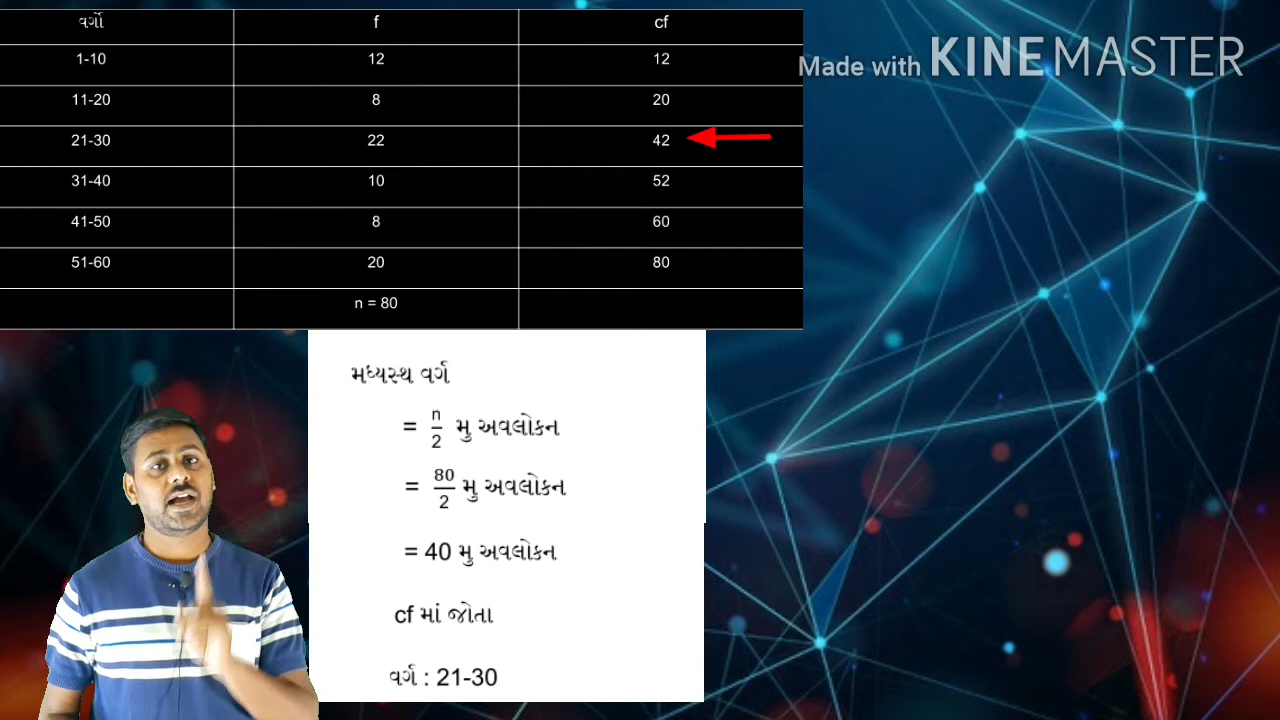 વર્ગો f cf
1-10 12 12
11-20 8 20
21-30 22 42
31-40 10 52
41-50 8 60
51-60 20 80
n = 80
Made with KINEMASTER
મધ્યસ્થ વર્ગ
= n/2 મુ અવલોકન
= 80/2 મુ અવલોકન
= 40 મુ અવલોકન
cf માં જોતા
વર્ગ : 21-30